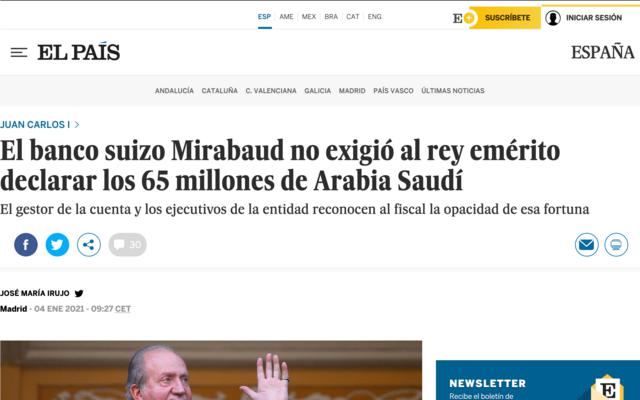 ESP AME MEX BRA CAT ENG
E SUSCRÍBETE INICIAR SESIÓN
EL PAÍS ESPAÑA
ANDALUCÍA CATALUÑA C. VALENCIANA GALICIA MADRID PAÍS VASCO ÚLTIMAS NOTICIAS
JUAN CARLOS I
El banco suizo Mirabaud no exigió al rey emérito
declarar los 65 millones de Arabia Saudí
El gestor de la cuenta y los ejecutivos de la entidad reconocen al fiscal la opacidad de esa fortuna
30
JOSÉ MARÍA IRUJO
Madrid - 04 ENE 2021 - 09:27 CET
NEWSLETTER
Recibe el boletín de
E